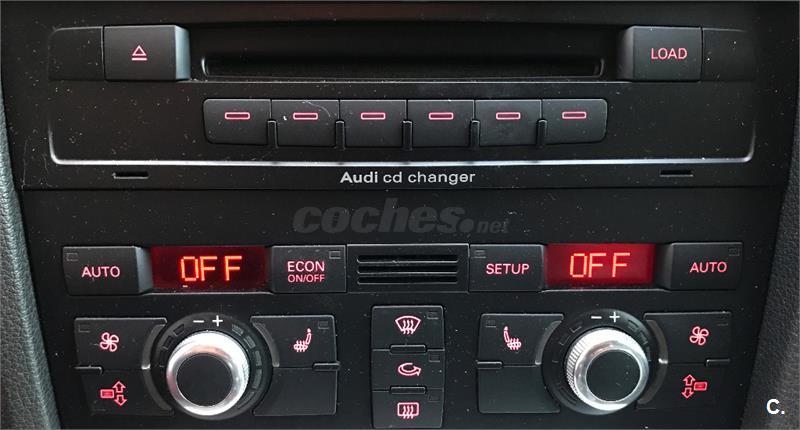 LOAD
Audi cd changer
coches.net
AUTO
OFF
ECON
ON/OFF
SETUP
OFF
AUTO
- +
- +
C.